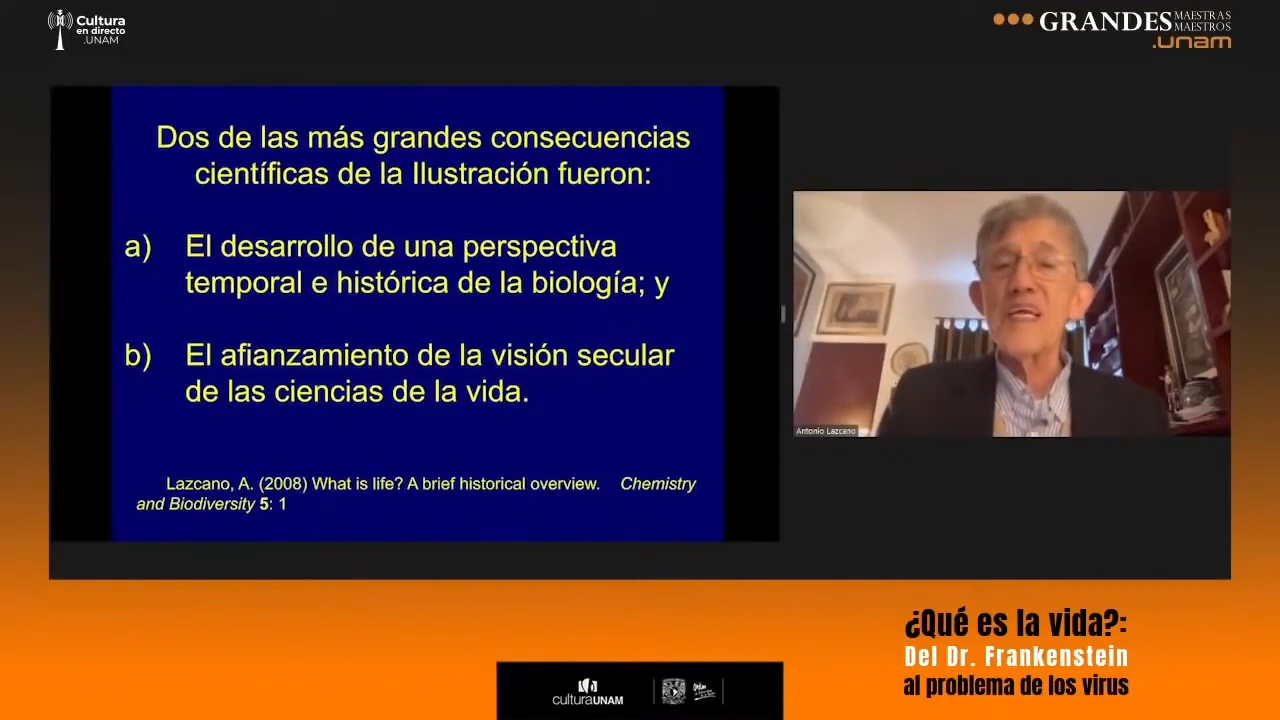 Cultura
en directo
.UNAM
GRANDES MAESTRAS
MAESTROS
.unam
Dos de las más grandes consecuencias
científicas de la Ilustración fueron:
a) El desarrollo de una perspectiva
temporal e histórica de la biología; y
b) El afianzamiento de la visión secular
de las ciencias de la vida.
Lazcano, A. (2008) What is life? A brief historical overview. Chemistry
and Biodiversity 5: 1
Antonio Lazcano
¿Qué es la vida?:
Del Dr. Frankenstein
al problema de los virus
culturaUNAM